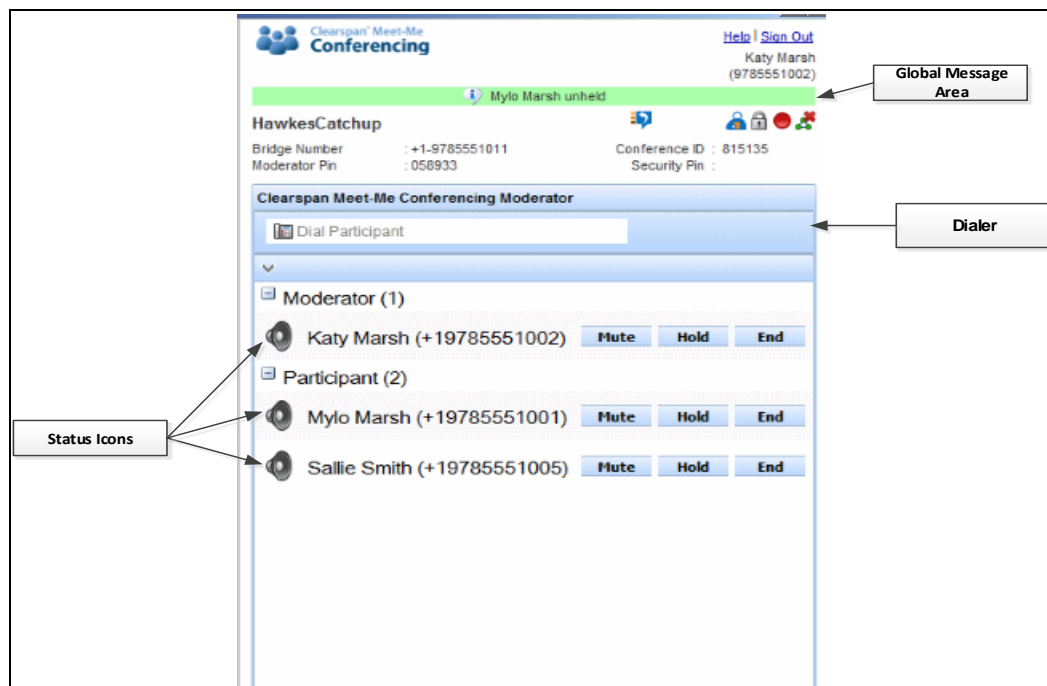 Clearspan' Meet-Me
Conferencing
Help | Sign Out
Katy Marsh
(9785551002)
Global Message
Area
Mylo Marsh unheld
HawkesCatchup
Bridge Number : +1-9785551011 Conference ID : 815135
Moderator Pin : 058933 Security Pin :
Clearspan Meet-Me Conferencing Moderator
Dial Participant
Dialer
Moderator (1)
Katy Marsh (+19785551002) Mute Hold End
Participant (2)
Mylo Marsh (+19785551001) Mute Hold End
Status Icons
Sallie Smith (+19785551005) Mute Hold End